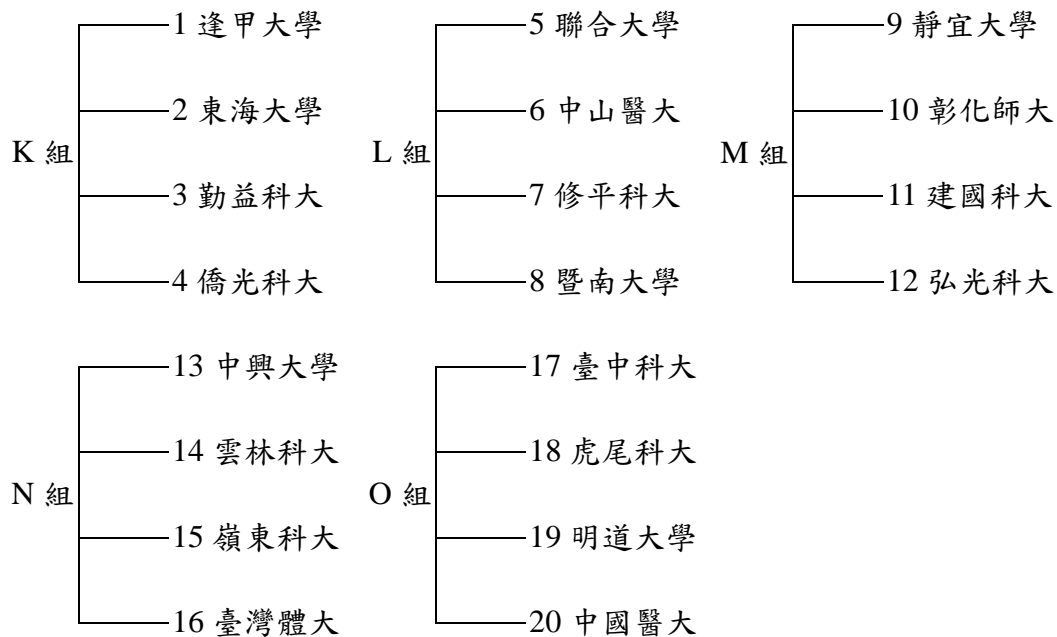 K 組
1 逢甲大學
2 東海大學
3 勤益科大
4 僑光科大
L 組
5 聯合大學
6 中山醫大
7 修平科大
8 暨南大學
M 組
9 靜宜大學
10 彰化師大
11 建國科大
12 弘光科大
N 組
13 中興大學
14 雲林科大
15 嶺東科大
16 臺灣體大
O 組
17 臺中科大
18 虎尾科大
19 明道大學
20 中國醫大